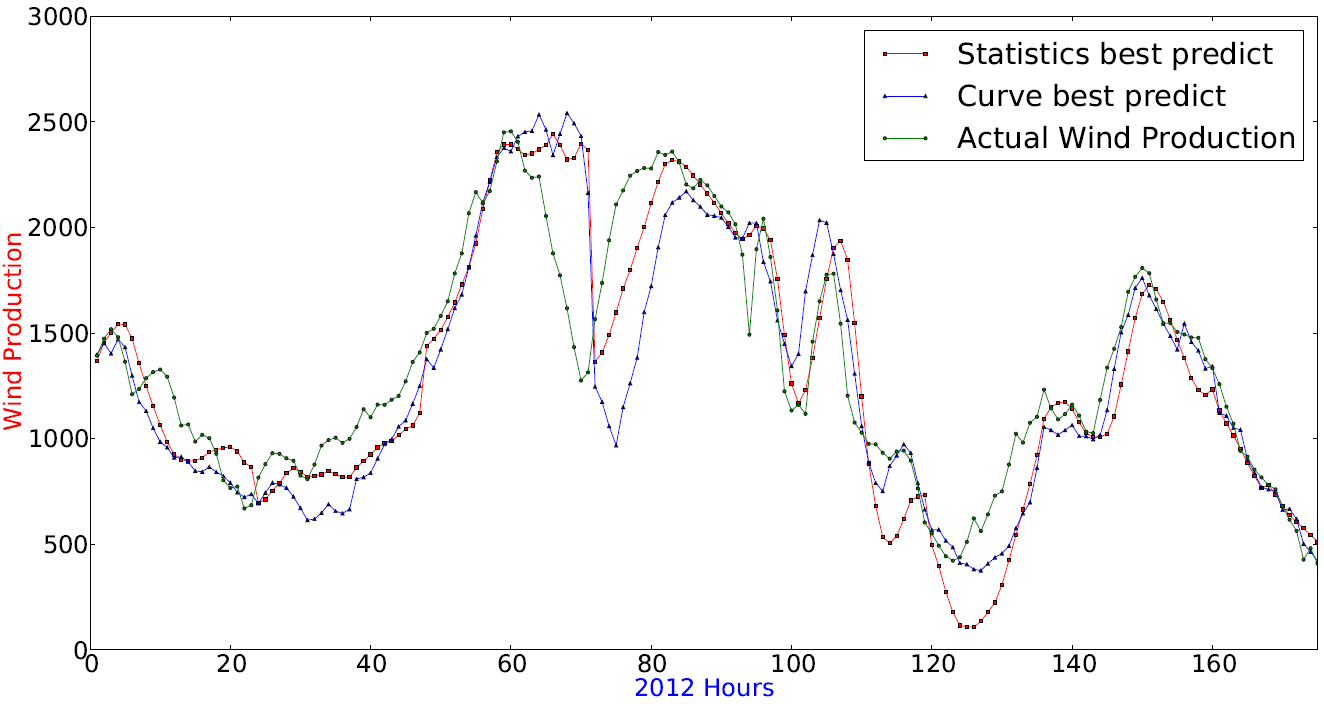 3000
2500
2000
1500
1000
500
0
Wind Production
Statistics best predict
Curve best predict
Actual Wind Production
0 20 40 60 80 100 120 140 160
2012 Hours